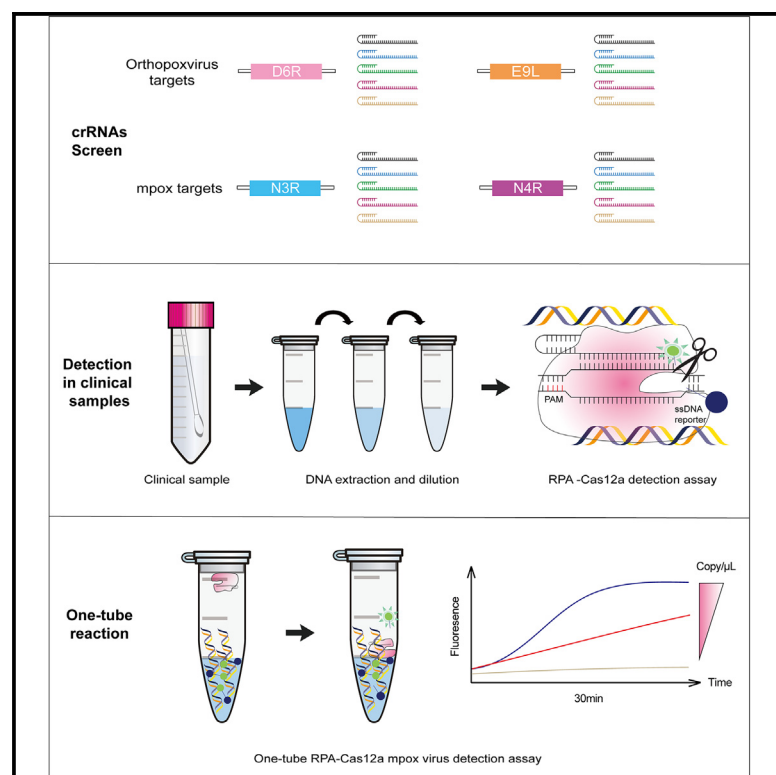 Orthopoxvirus
targets
D6R
E9L
crRNAs
Screen
mpox targets
N3R
N4R
Detection
in clinical
samples
PAM
ssDNA
reporter
Clinical sample
DNA extraction and dilution
RPA -Cas12a detection assay
One-tube
reaction
Fluoresence
Copy/µL
Time
30min
One-tube RPA-Cas12a mpox virus detection assay